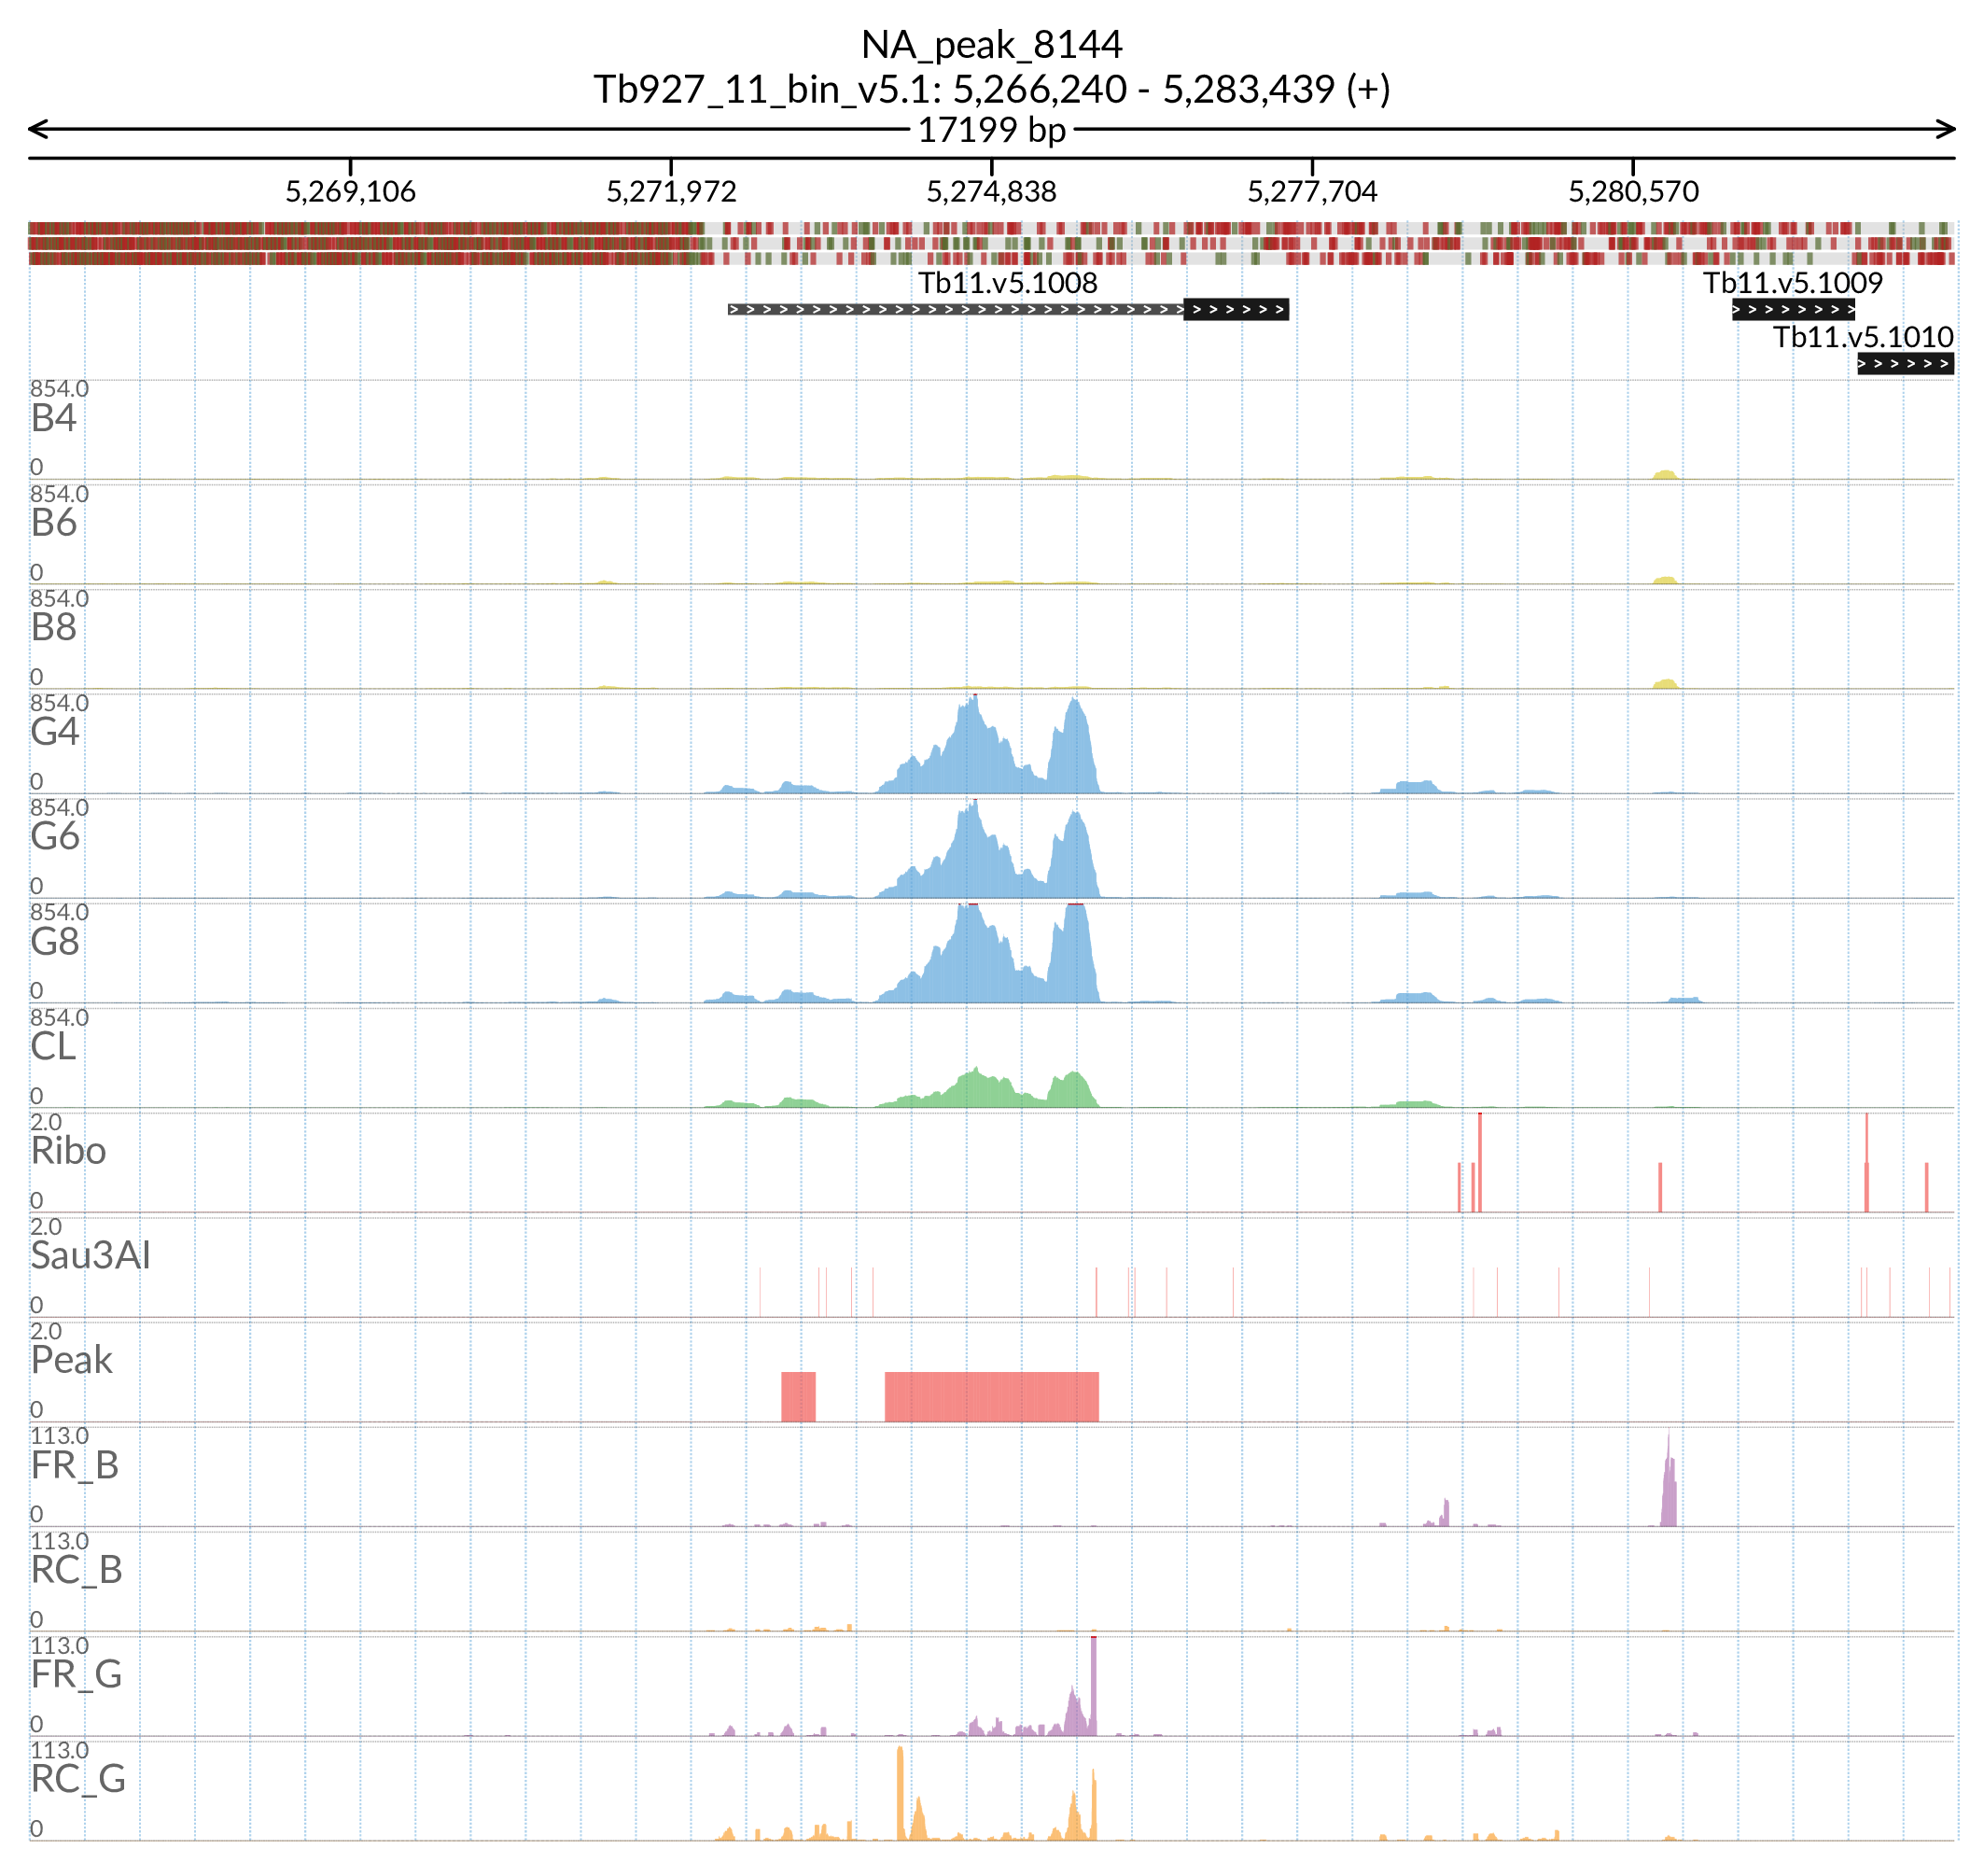 NA_peak_8144
Tb927_11_bin_v5.1: 5,266,240 - 5,283,439 (+)
17199 bp
5,269,106 5,271,972 5,274,838 5,277,704 5,280,570
Tb11.v5.1008 Tb11.v5.1009
Tb11.v5.1010
854.0
B4
0
854.0
B6
0
854.0
B8
0
854.0
G4
0
854.0
G6
0
854.0
G8
0
854.0
CL
0
2.0
Ribo
0
2.0
Sau3AI
0
2.0
Peak
0
113.0
FR_B
0
113.0
RC_B
0
113.0
FR_G
0
113.0
RC_G
0